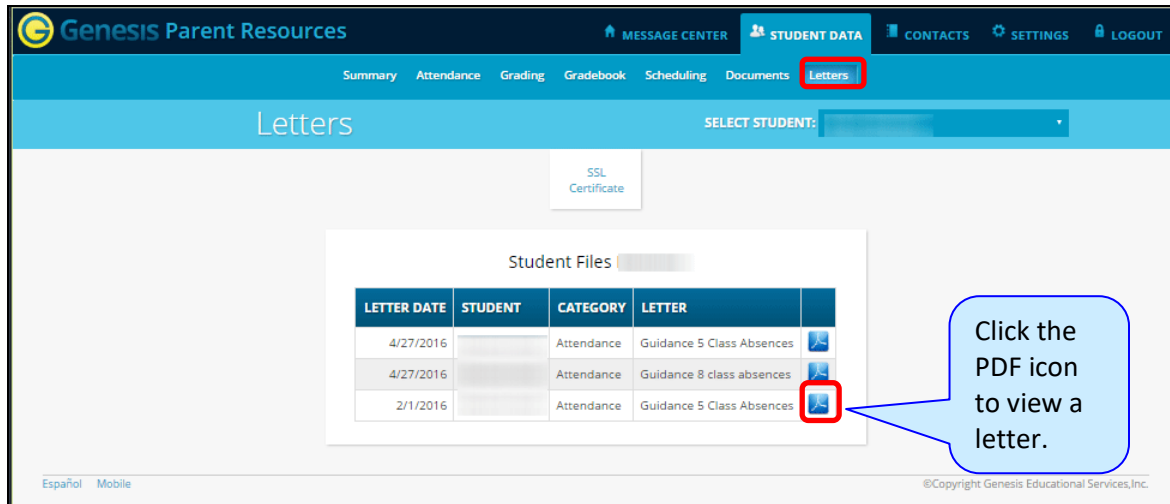 Genesis Parent Resources
MESSAGE CENTER STUDENT DATA CONTACTS SETTINGS LOGOUT
Summary Attendance Grading Gradebook Scheduling Documents Letters
Letters SELECT STUDENT:
SSL
Certificate
Student Files
LETTER DATE STUDENT CATEGORY LETTER
4/27/2016 Attendance Guidance 5 Class Absences
4/27/2016 Attendance Guidance 8 class absences
2/1/2016 Attendance Guidance 5 Class Absences
Click the
PDF icon
to view a
letter.
Español Mobile ©Copyright Genesis Educational Services,Inc.